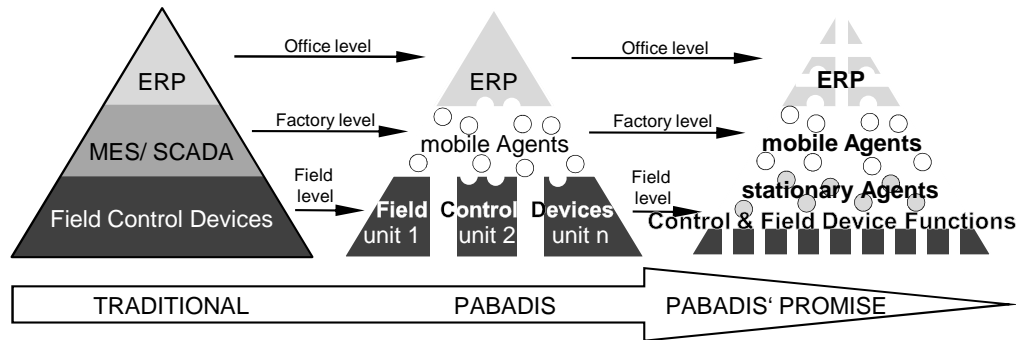 ERP
MES/ SCADA
Field Control Devices
Office level
Factory level
Field
level
ERP
mobile Agents
Field Control Devices
unit 1 unit 2 unit n
Office level
Factory level
Field
level
ERP
mobile Agents
stationary Agents
Control & Field Device Functions
TRADITIONAL
PABADIS
PABADIS‘ PROMISE